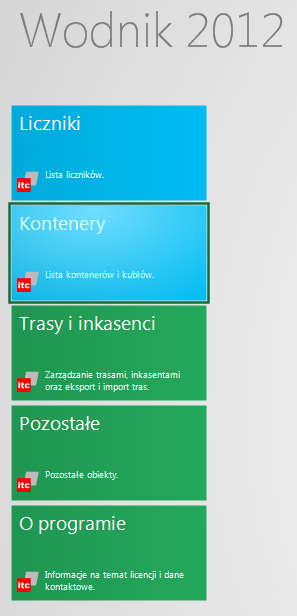 Wodnik 2012
Liczniki
itc
Lista liczników.
Kontenery
itc
Lista kontenerów i kubłów.
Trasy i inkasenci
itc
Zarządzanie trasami, inkasentami
oraz eksport i import tras.
Pozostałe
itc
Pozostałe obiekty.
O programie
itc
Informacje na temat licencji i dane
kontaktowe.